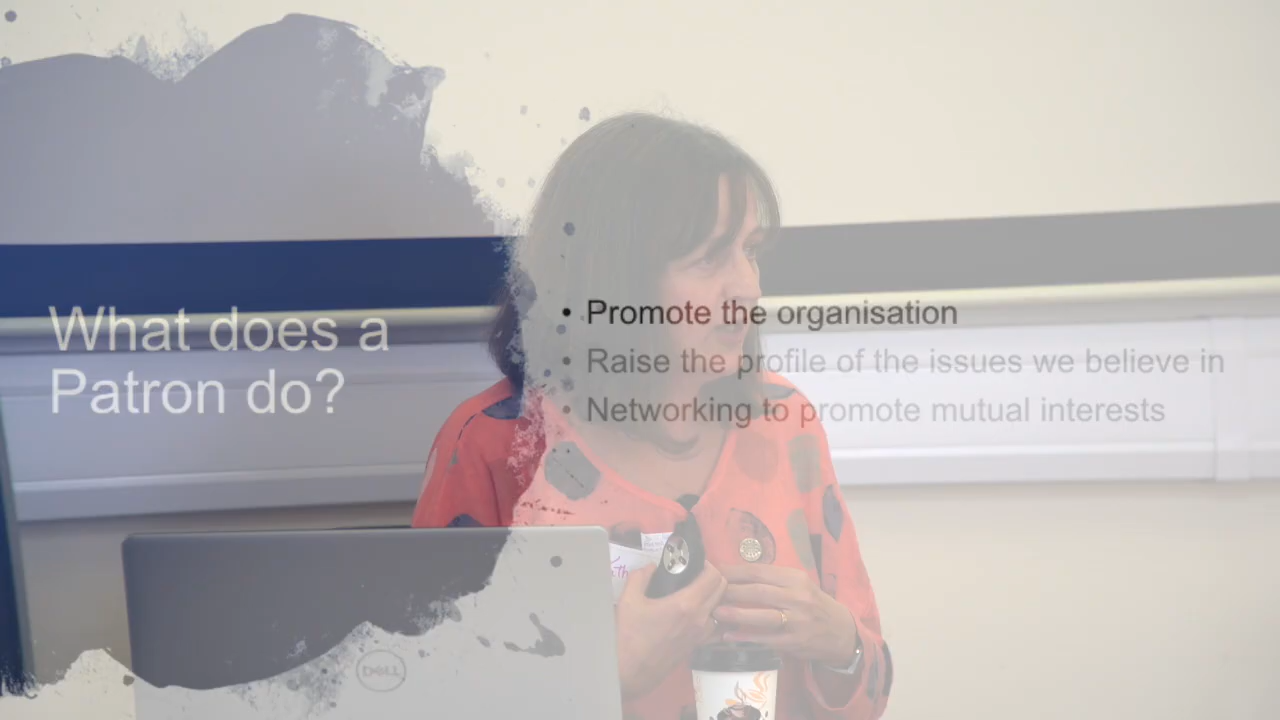 What does a
Patron do?
• Promote the organisation
• Raise the profile of the issues we believe in
• Networking to promote mutual interests
DELL